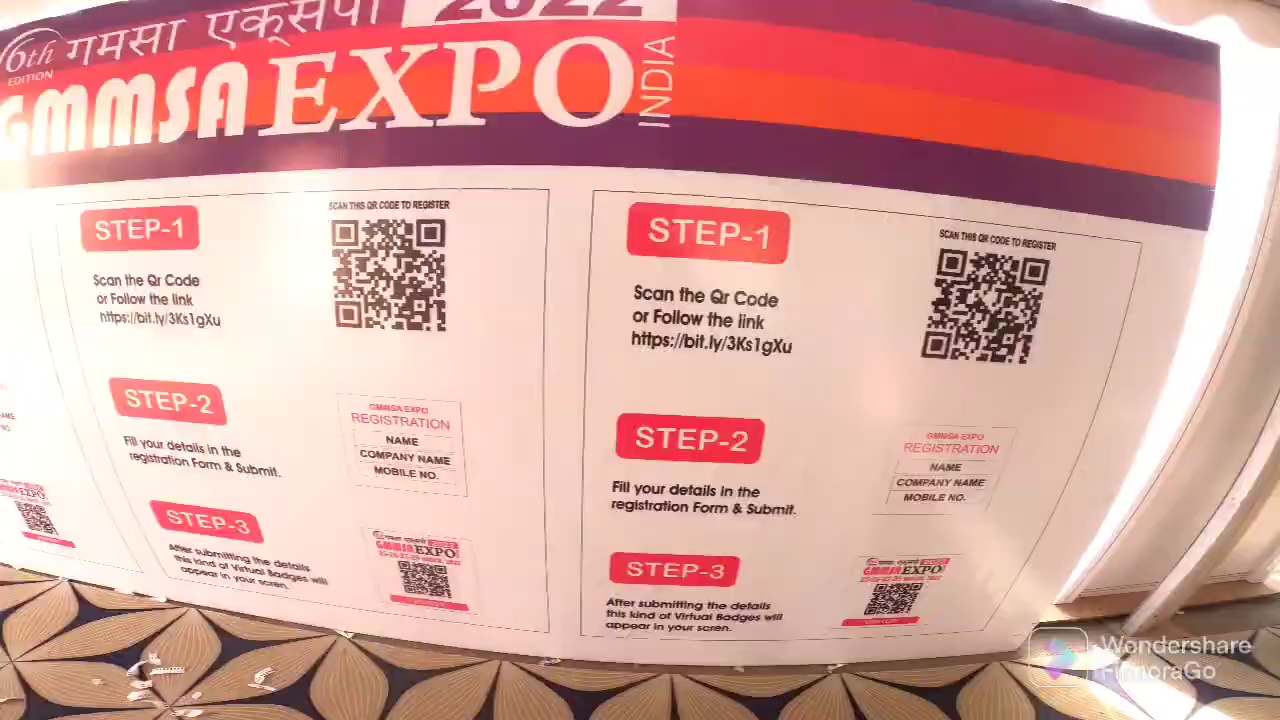 6th
EDITION
गमसा एक्सपो
2022
GMMSA EXPO
INDIA
STEP-1
Scan the Qr Code
or Follow the link
https://bit.ly/3Ks1gXu
SCAN THIS QR CODE TO REGISTER
STEP-2
Fill your details in the
registration Form & Submit.
GMMSA EXPO
REGISTRATION
NAME
COMPANY NAME
MOBILE NO.
STEP-3
After submitting the details
this kind of Virtual Badges will
appear in your scren.
GMMSA EXPO
STEP-1
Scan the Qr Code
or Follow the link
https://bit.ly/3Ks1gXu
SCAN THIS QR CODE TO REGISTER
STEP-2
Fill your details in the
registration Form & Submit.
GMMSA EXPO
REGISTRATION
NAME
COMPANY NAME
MOBILE NO.
STEP-3
After submitting the details
this kind of Virtual Badges will
appear in your scren.
GMMSA EXPO
Wondershare
FilmoraGo